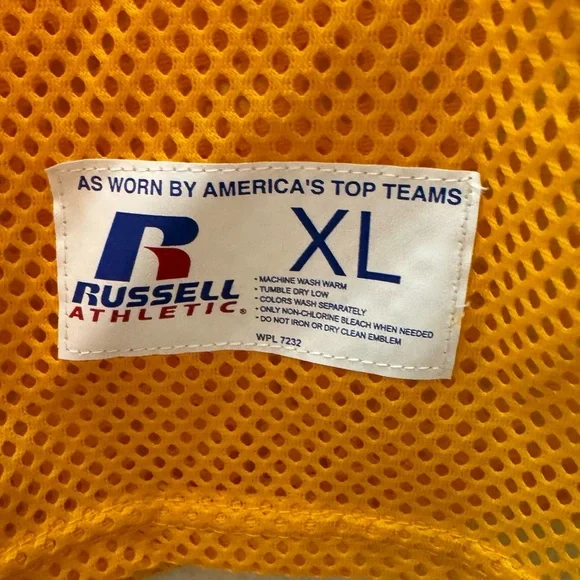 AS WORN BY AMERICA'S TOP TEAMS
R
RUSSELL
ATHLETIC®
XL
• MACHINE WASH WARM
• TUMBLE DRY LOW
• COLORS WASH SEPARATELY
• ONLY NON-CHLORINE BLEACH WHEN NEEDED
• DO NOT IRON OR DRY CLEAN EMBLEM
WPL 7232